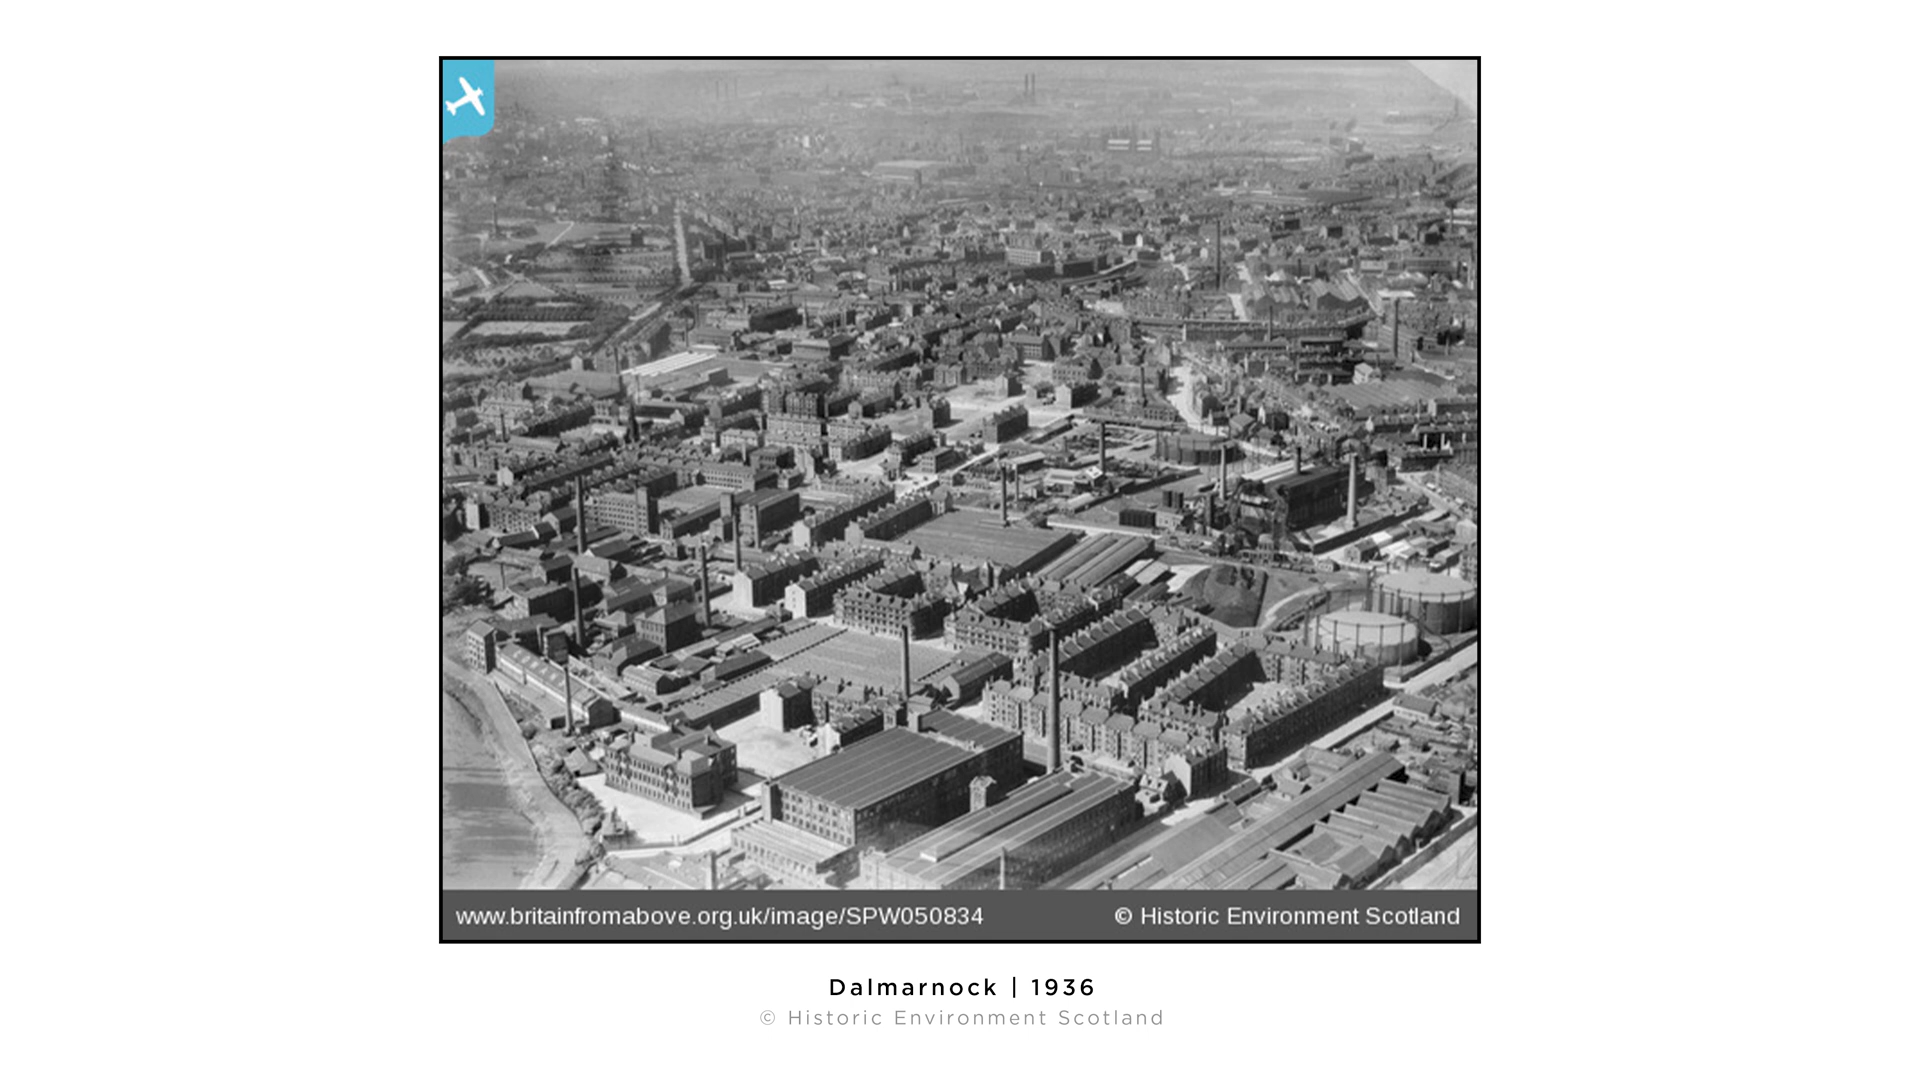 www.britainfromabove.org.uk/image/SPW050834 © Historic Environment Scotland
Dalmarnock | 1936
© Historic Environment Scotland